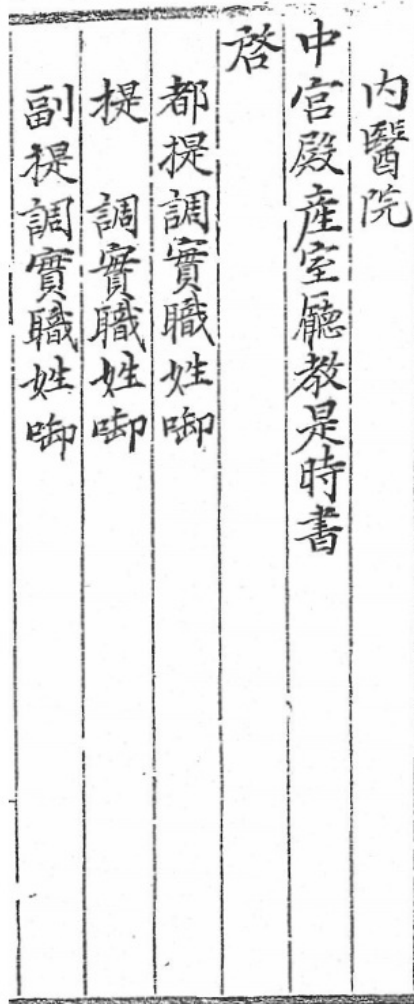 內醫院
中宮殿産室廳教是時書
啓
都提調實職姓啣
提　調實職姓啣
副提調實職姓啣